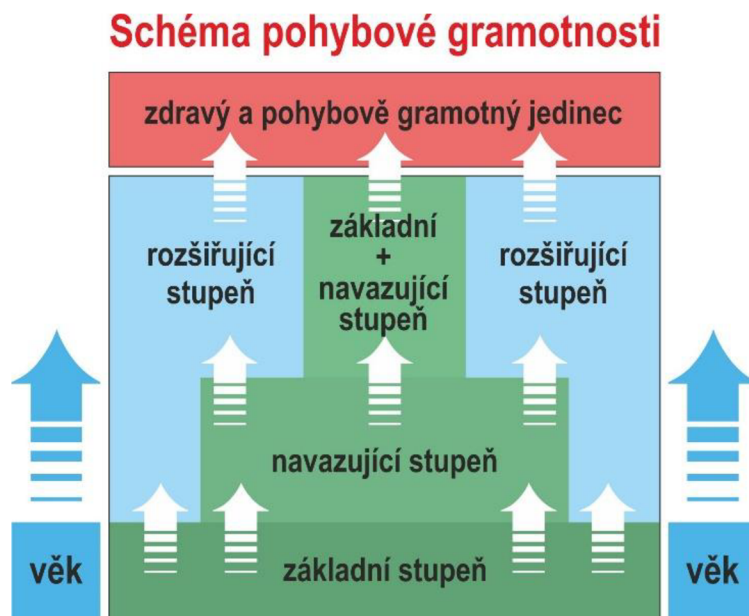 Schéma pohybové gramotnosti
zdravý a pohybově gramotný jedinec
rozšiřující
stupeň
základní
+
navazující
stupeň
rozšiřující
stupeň
navazující stupeň
základní stupeň
věk
věk